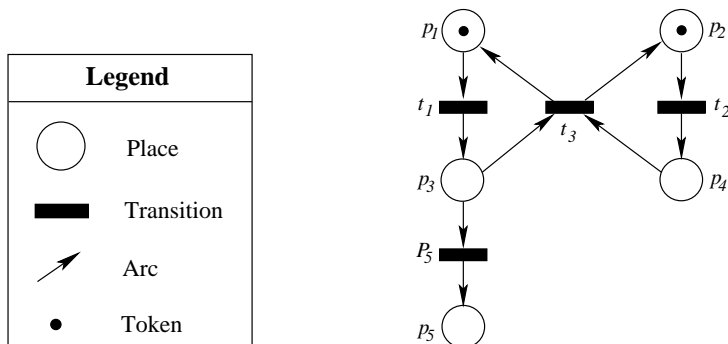 Legend
Place
Transition
Arc
Token
p1
p2
t1
t3
t2
p3
p4
P5
p5